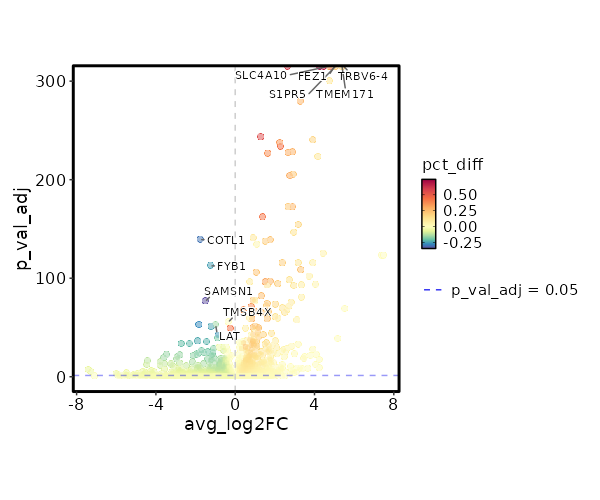 300
200
100
0
p_val_adj
SLC4A10 FEZ1 TRBV6-4
S1PR5 TMEM171
COTL1
FYB1
SAMSN1
TMSB4X
LAT
-8 -4 0 4 8
avg_log2FC
pct_diff
0.50
0.25
0.00
-0.25
p_val_adj = 0.05